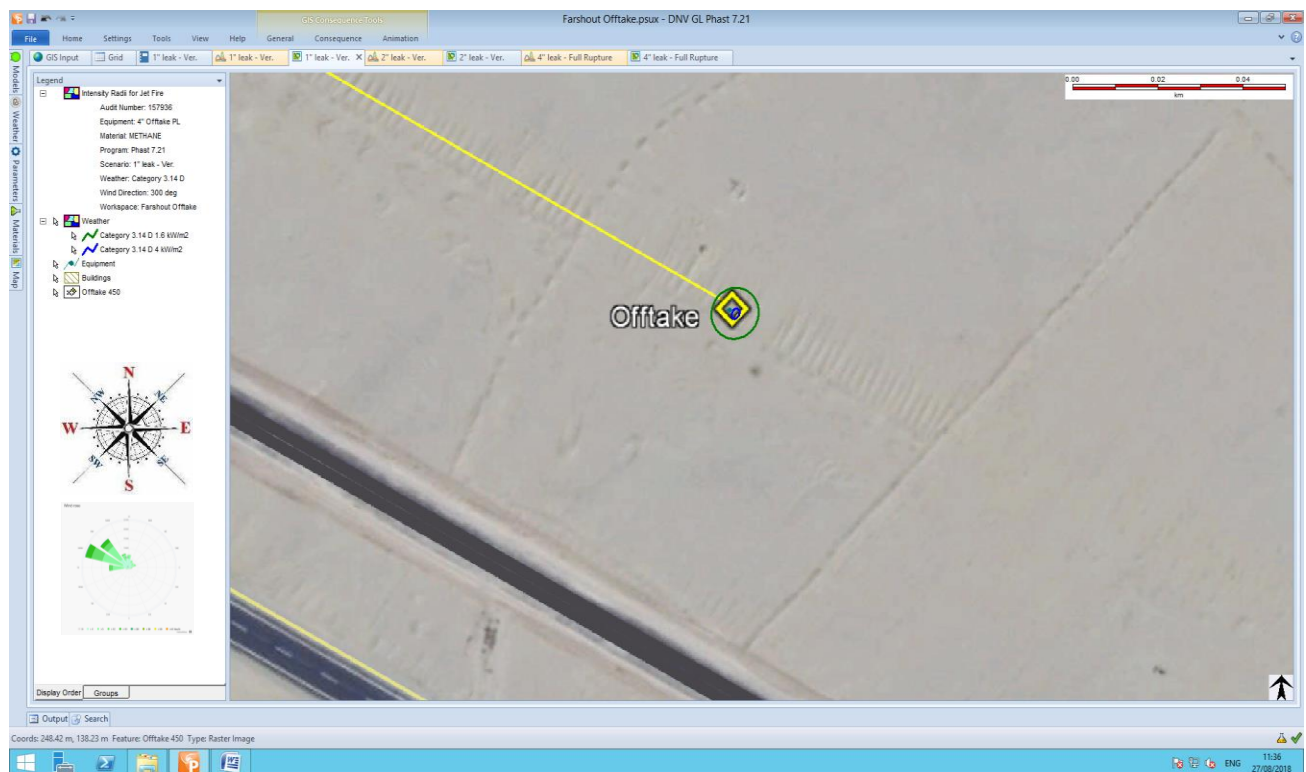 Farshout Offtake.psux - DNV GL Phast 7.21
GIS Consequence Tools
File Home Settings Tools View Help General Consequence Animation
GIS Input Grid 1" leak - Ver. 1" leak - Ver. 1" leak - Ver. 2" leak - Ver. 2" leak - Ver. 4" leak - Full Rupture 4" leak - Full Rupture
Models
Weather
Parameters
Materials
Map
Legend
Intensity Radii for Jet Fire
Audit Number: 157936
Equipment: 4" Offtake PL
Material: METHANE
Program: Phast 7.21
Scenario: 1" leak - Ver.
Weather: Category 3.14 D
Wind Direction: 300 deg
Workspace: Farshout Offtake
Weather
Category 3.14 D 1.6 kW/m2
Category 3.14 D 4 kW/m2
Equipment
Buildings
Offtake 450
N
NW NE
W E
SW SE
S
0.00 0.02 0.04
km
Offtake
Display Order Groups
Output Search
Coords: 248.42 m, 138.23 m Feature: Offtake 450 Type: Raster Image
ENG 11:36
27/08/2018